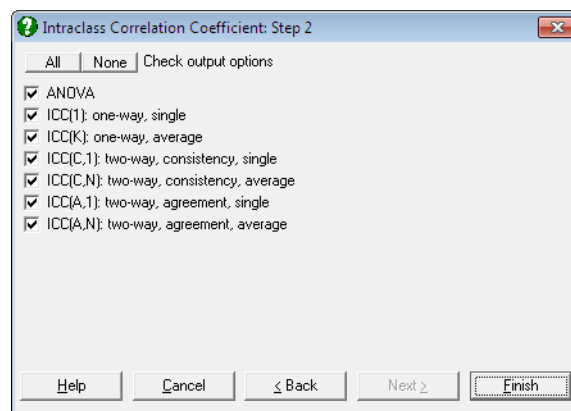 Intraclass Correlation Coefficient: Step 2
All None Check output options
ANOVA
ICC(1): one-way, single
ICC(K): one-way, average
ICC(C,1): two-way, consistency, single
ICC(C,N): two-way, consistency, average
ICC(A,1): two-way, agreement, single
ICC(A,N): two-way, agreement, average
Help Cancel < Back Next > Finish